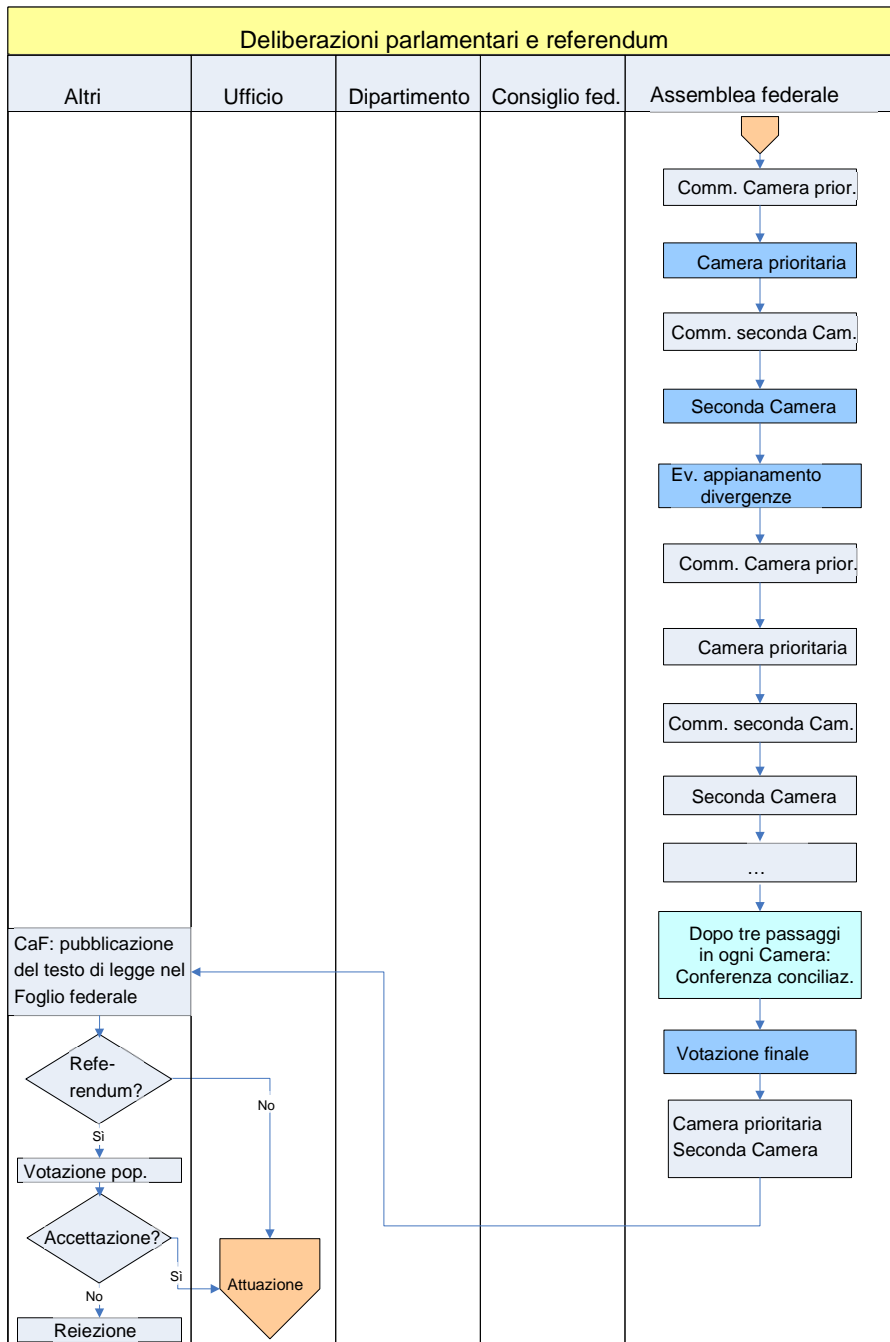 Deliberazioni parlamentari e referendum
Altri
Ufficio
Dipartimento
Consiglio fed.
Assemblea federale
Comm. Camera prior.
Camera prioritaria
Comm. seconda Cam.
Seconda Camera
Ev. appianamento
divergenze
Comm. Camera prior.
Camera prioritaria
Comm. seconda Cam.
Seconda Camera
...
Dopo tre passaggi
in ogni Camera:
Conferenza conciliaz.
Votazione finale
Camera prioritaria
Seconda Camera
CaF: pubblicazione
del testo di legge nel
Foglio federale
Refe-
rendum?
No
Sì
Votazione pop.
Accettazione?
Sì
No
Attuazione
Reiezione